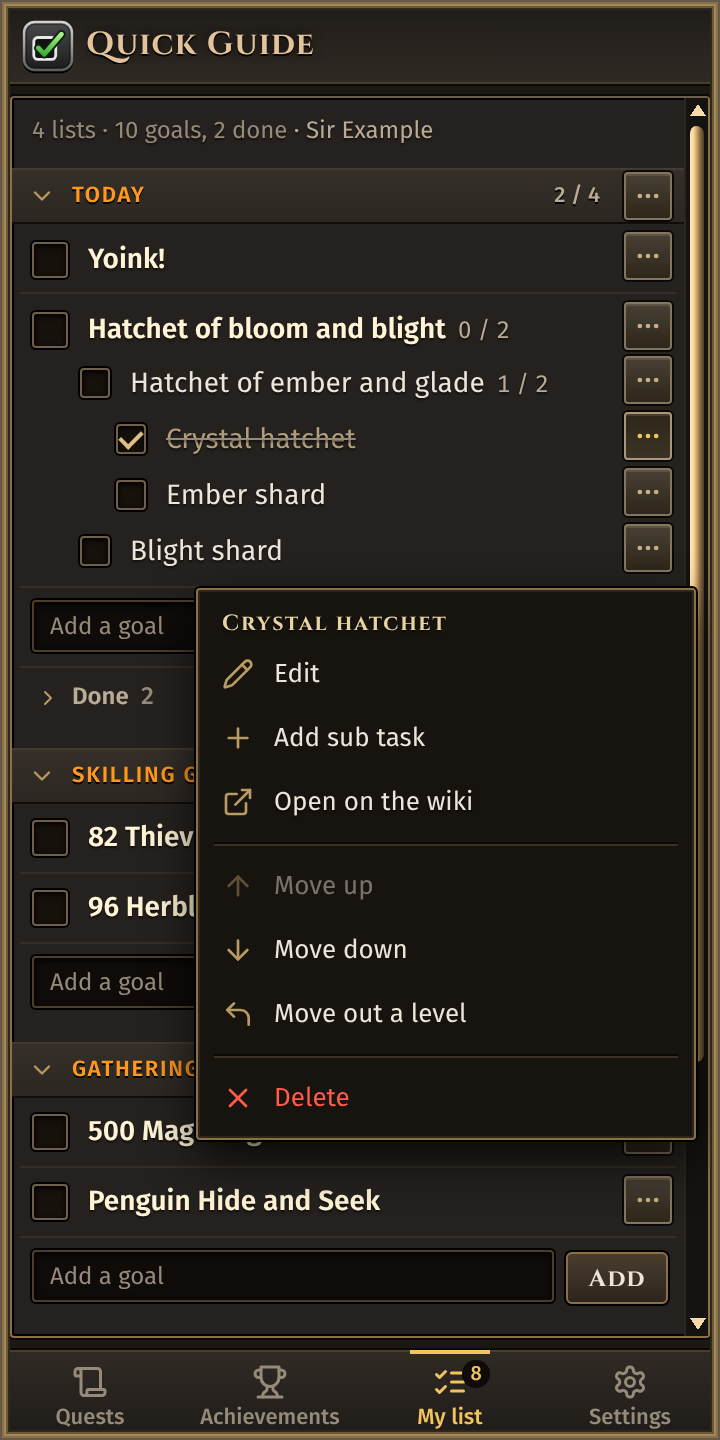 Quick Guide
4 lists · 10 goals, 2 done · Sir Example
TODAY 2 / 4
Yoink!
Hatchet of bloom and blight 0 / 2
Hatchet of ember and glade 1 / 2
Crystal hatchet
Ember shard
Blight shard
Add a goal
Done 2
Crystal hatchet
Edit
Add sub task
Open on the wiki
Move up
Move down
Move out a level
Delete
SKILLING
82
96
Add a goal
GATHERING
500
Penguin Hide and Seek
Add a goal Add
Quests Achievements My list 8 Settings